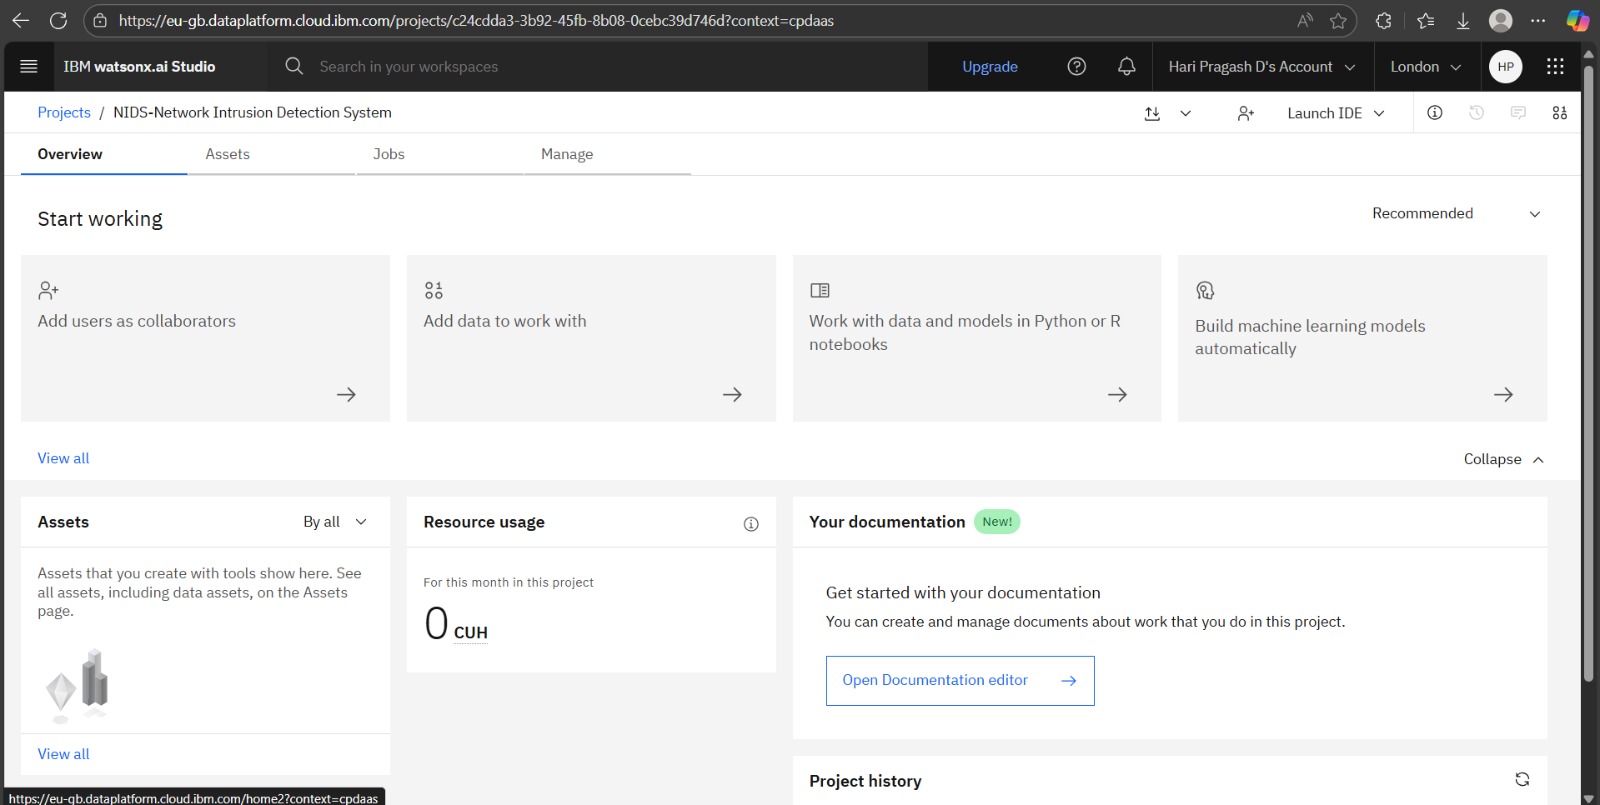 https://eu-gb.dataplatform.cloud.ibm.com/projects/c24cdda3-3b92-45fb-8b08-0cebc39d746d?context=cpdaas
IBM watsonx.ai Studio
Search in your workspaces
Upgrade
Hari Pragash D's Account
London
HP
Projects / NIDS-Network Intrusion Detection System
Launch IDE
Overview
Assets
Jobs
Manage
Start working
Recommended
Add users as collaborators
Add data to work with
Work with data and models in Python or R
notebooks
Build machine learning models
automatically
View all
Collapse
Assets
By all
Assets that you create with tools show here. See
all assets, including data assets, on the Assets
page.
View all
Resource usage
For this month in this project
0 CUH
Your documentation
New!
Get started with your documentation
You can create and manage documents about work that you do in this project.
Open Documentation editor
Project history
https://eu-gb.dataplatform.cloud.ibm.com/home2?context=cpdaas